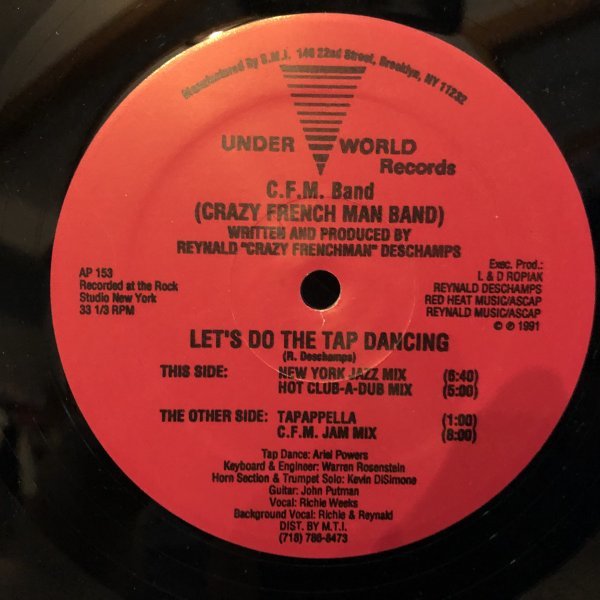 Manufactured By S.M.I. 146 22nd Street, Brooklyn, NY 11232
UNDER WORLD
Records
C.F.M. Band
(CRAZY FRENCH MAN BAND)
WRITTEN AND PRODUCED BY
REYNALD "CRAZY FRENCHMAN" DESCHAMPS
AP 153
Recorded at the Rock
Studio New York
33 1/3 RPM
Exec. Prod.:
L & D ROPIAK
REYNALD DESCHAMPS
RED HEAT MUSIC/ASCAP
REYNALD MUSIC/ASCAP
© ℗ 1991
LET'S DO THE TAP DANCING
(R. Deschamps)
THIS SIDE: NEW YORK JAZZ MIX (6:40)
HOT CLUB-A-DUB MIX (5:00)
THE OTHER SIDE: TAPAPPELLA (1:00)
C.F.M. JAM MIX (8:00)
Tap Dance: Ariel Powers
Keyboard & Engineer: Warren Rosenstein
Horn Section & Trumpet Solo: Kevin DiSimone
Guitar: John Putman
Vocal: Richie Weeks
Background Vocal: Richie & Reynald
DIST. BY M.T.I.
(718) 786-8473